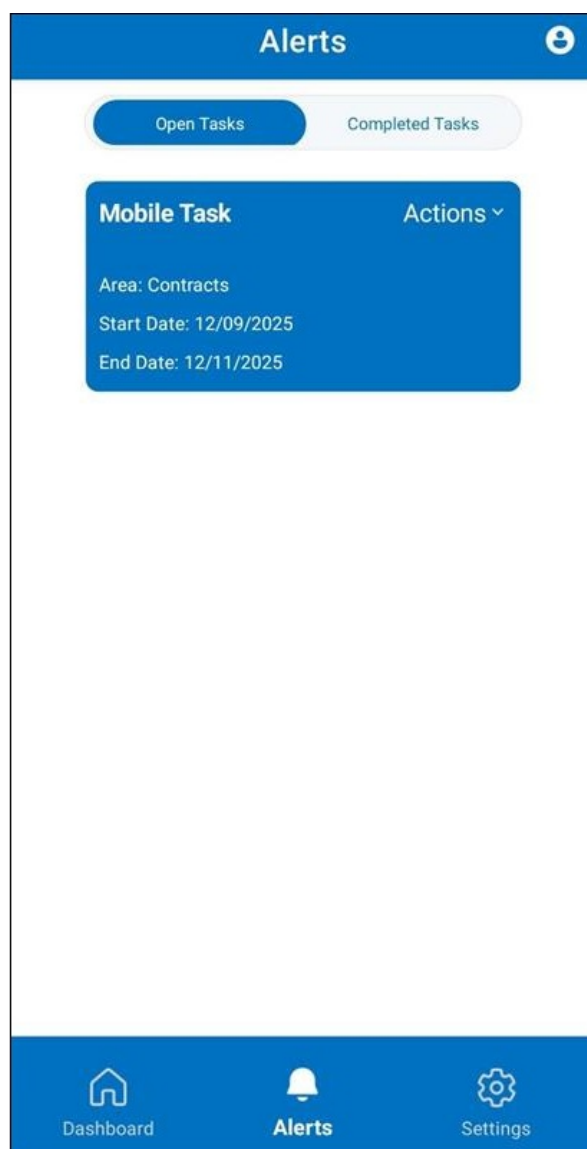 Alerts
Open Tasks
Completed Tasks
Mobile Task
Actions
Area: Contracts
Start Date: 12/09/2025
End Date: 12/11/2025
Dashboard
Alerts
Settings